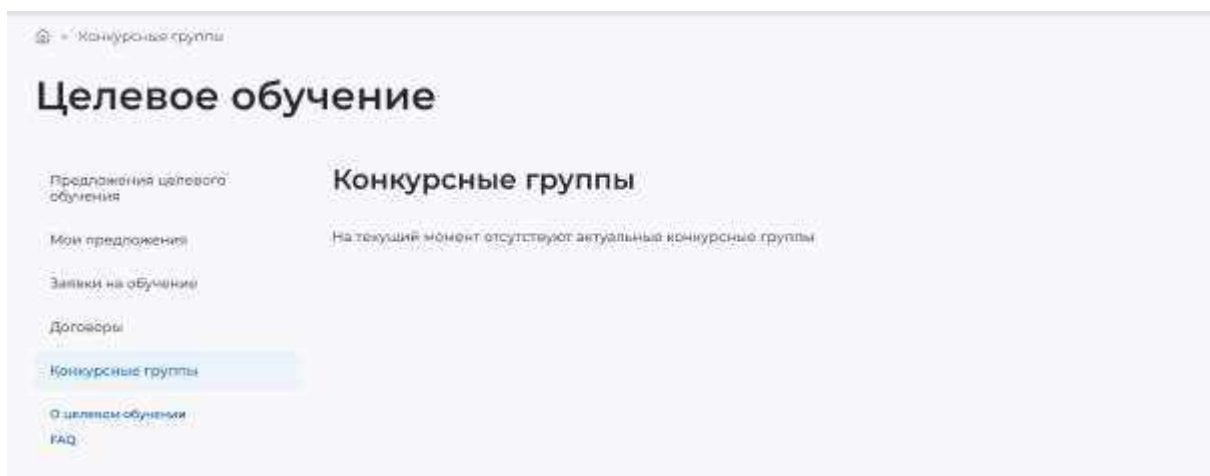 Конкурсные группы
Целевое обучение
Предложения целевого
обучения
Мои предложения
Заявки на обучение
Договоры
Конкурсные группы
О целевом обучении
FAQ
Конкурсные группы
На текущий момент отсутствуют актуальные конкурсные группы